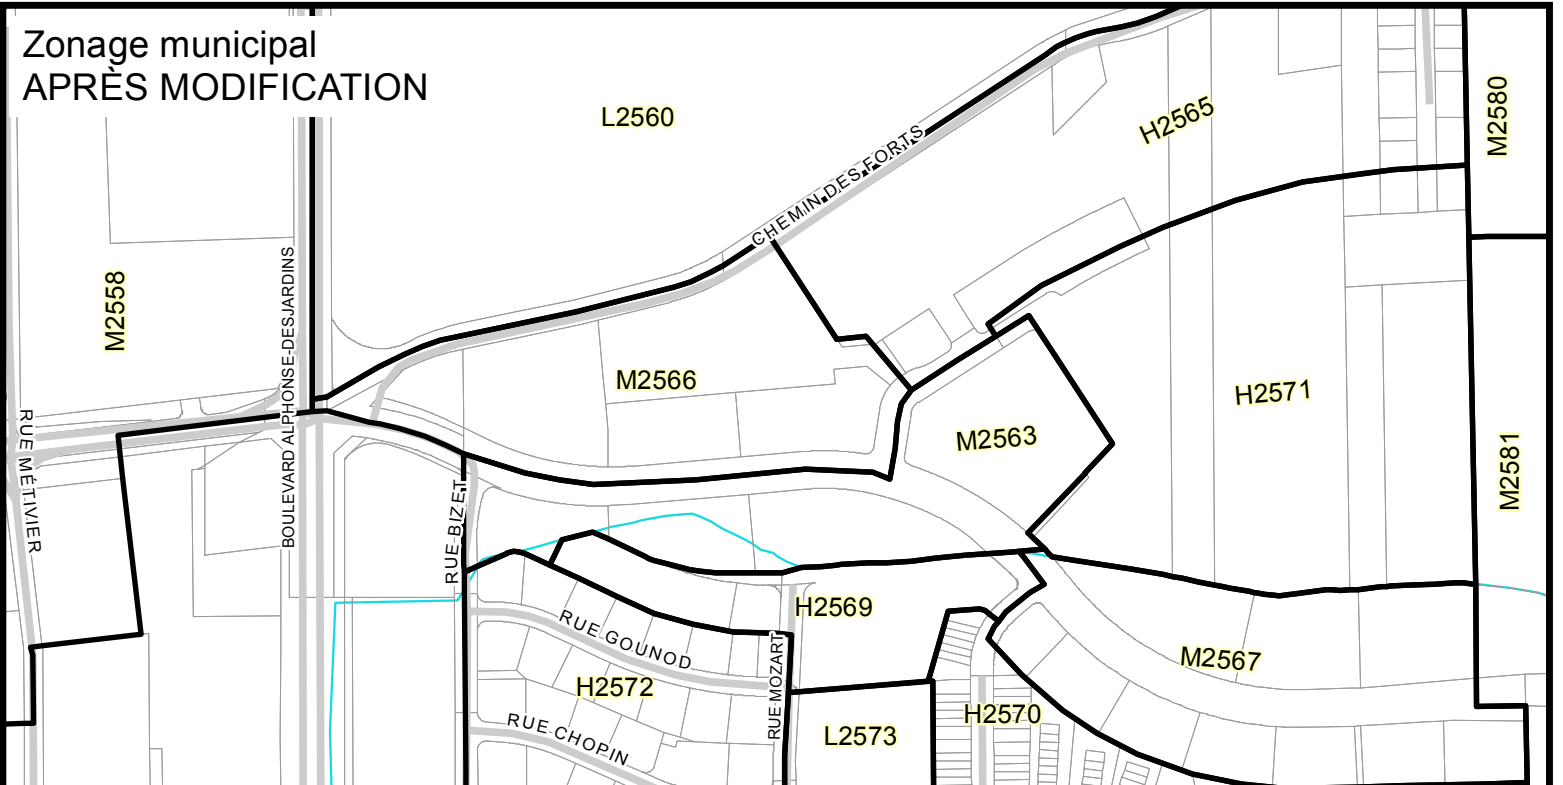 Zonage municipal
APRÈS MODIFICATION
L2560
H2565
M2580
CHEMIN DES FORTS
M2558
BOULEVARD ALPHONSE-DESJARDINS
M2566
H2571
M2563
M2581
RUE MÉTIVIER
RUE BIZET
H2569
RUE GOUNOD
M2567
RUE MOZART
H2572
H2570
RUE CHOPIN
L2573